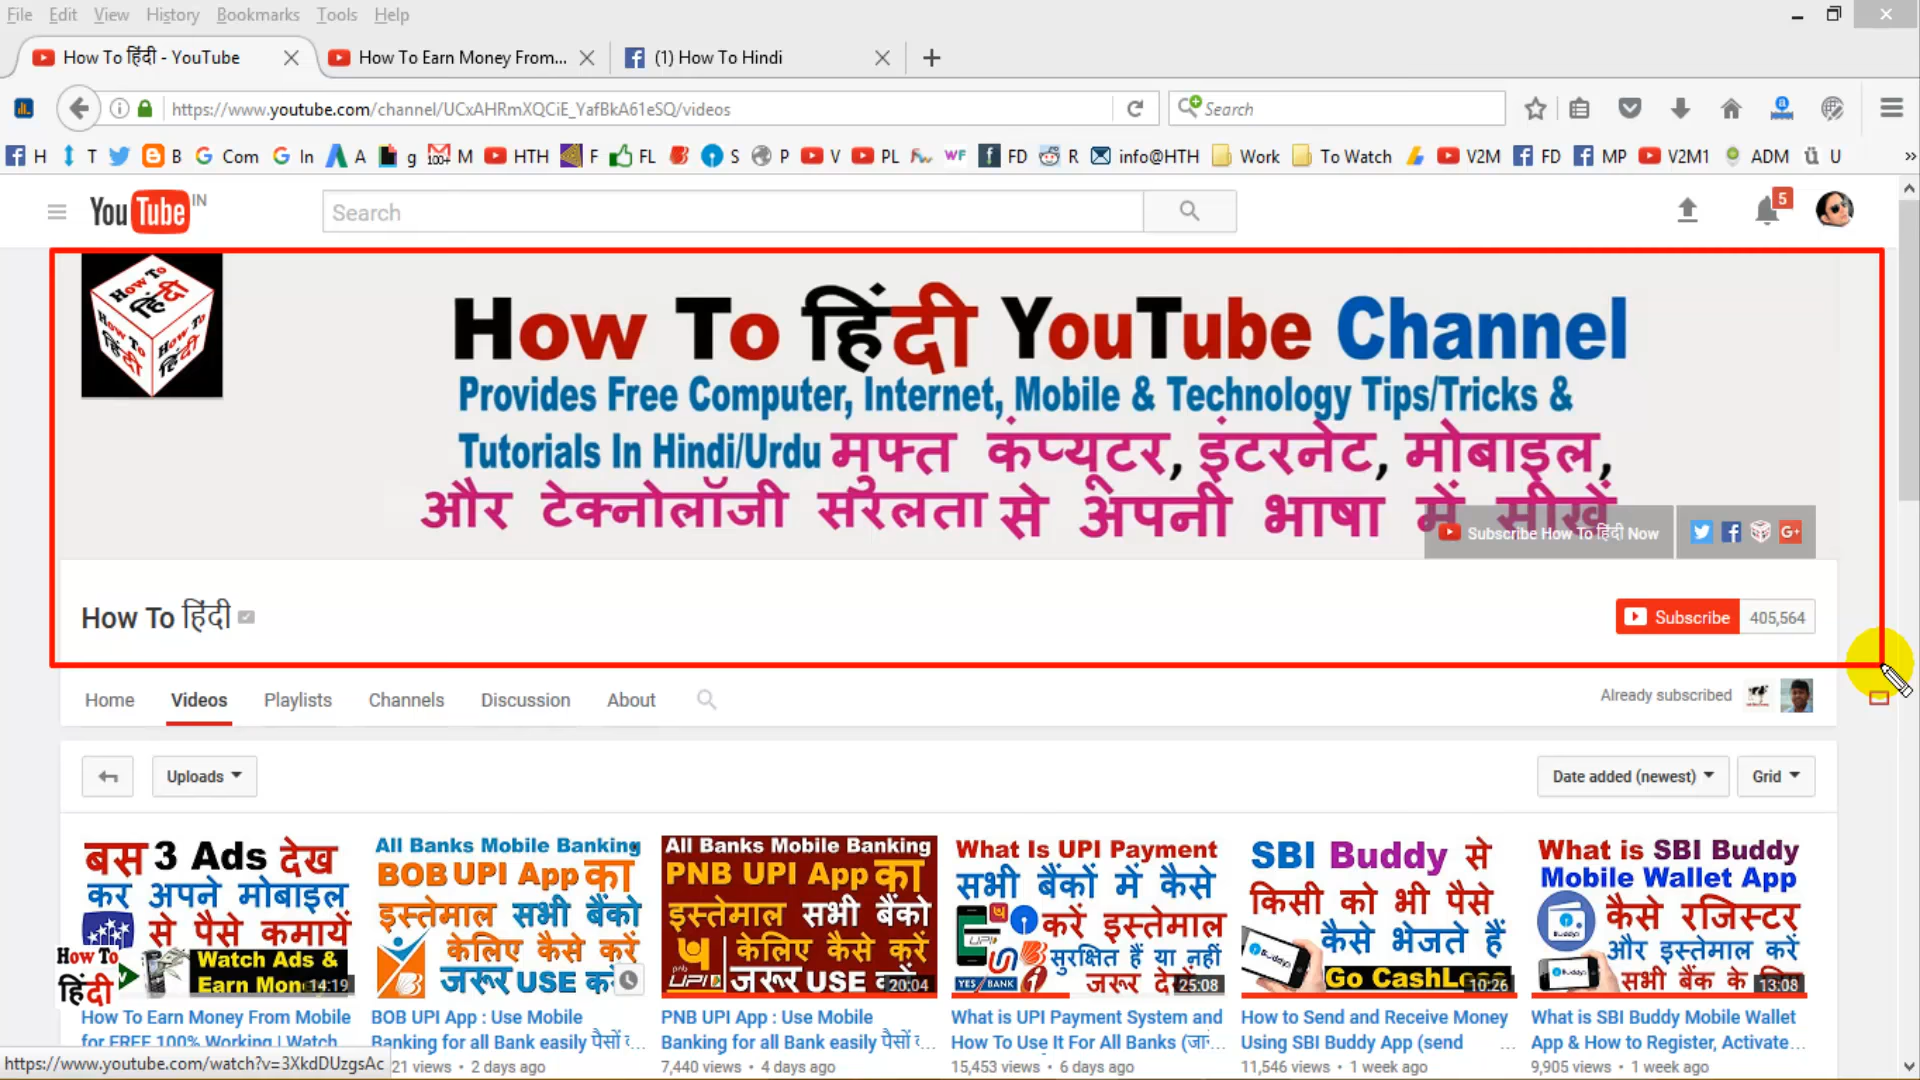 File Edit View History Bookmarks Tools Help
How To हिंदी - YouTube
How To Earn Money From...
(1) How To Hindi
https://www.youtube.com/channel/UCxAHRmXQCiE_YafBkA61eSQ/videos
Search
H T B Com In A g M HTH F FL S P V PL WF FD R info@HTH Work To Watch V2M FD MP V2M1 ADM U
YouTube IN
Search
5
How To हिंदी YouTube Channel
Provides Free Computer, Internet, Mobile & Technology Tips/Tricks &
Tutorials In Hindi/Urdu मुफ्त कंप्यूटर, इंटरनेट, मोबाइल,
और टेक्नोलॉजी सरलता से अपनी भाषा में सीखें
Subscribe How To हिंदी Now
How To हिंदी
Subscribe 405,564
Home Videos Playlists Channels Discussion About
Already subscribed
Uploads
Date added (newest)
Grid
बस 3 Ads देख
कर अपने मोबाइल
से पैसे कमायें
Watch Ads &
14:19
How To
हिंदी
All Banks Mobile Banking
BOB UPI App का
इस्तेमाल सभी बैंको
केलिए कैसे करें
जरूर USE
All Banks Mobile Banking
PNB UPI App का
इस्तेमाल सभी बैंको
केलिए कैसे करें
जरूर USE
pnb
UPI
20:04
What Is UPI Payment
सभी बैंकों में कैसे
करें इस्तेमाल
सुरक्षित हैं या नहीं
जरूर
YES BANK
25:08
SBI Buddy से
किसी को भी पैसे
कैसे भेजते हैं
Go
10:26
What is SBI Buddy
Mobile Wallet App
कैसे रजिस्टर
और इस्तेमाल करें
सभी बैंक के
13:08
How To Earn Money From Mobile
for FREE 100% Working | Watch
BOB UPI App : Use Mobile
Banking for all Bank easily पैसों
21 views • 2 days ago
PNB UPI App : Use Mobile
Banking for all Bank easily पैसों
7,440 views • 4 days ago
What is UPI Payment System and
How To Use It For All Banks
15,453 views • 6 days ago
How to Send and Receive Money
Using SBI Buddy App (send ...
11,546 views • 1 week ago
What is SBI Buddy Mobile Wallet
App & How to Register, Activate...
9,905 views • 1 week ago
https://www.youtube.com/watch?v=3XkdDUzgsAc